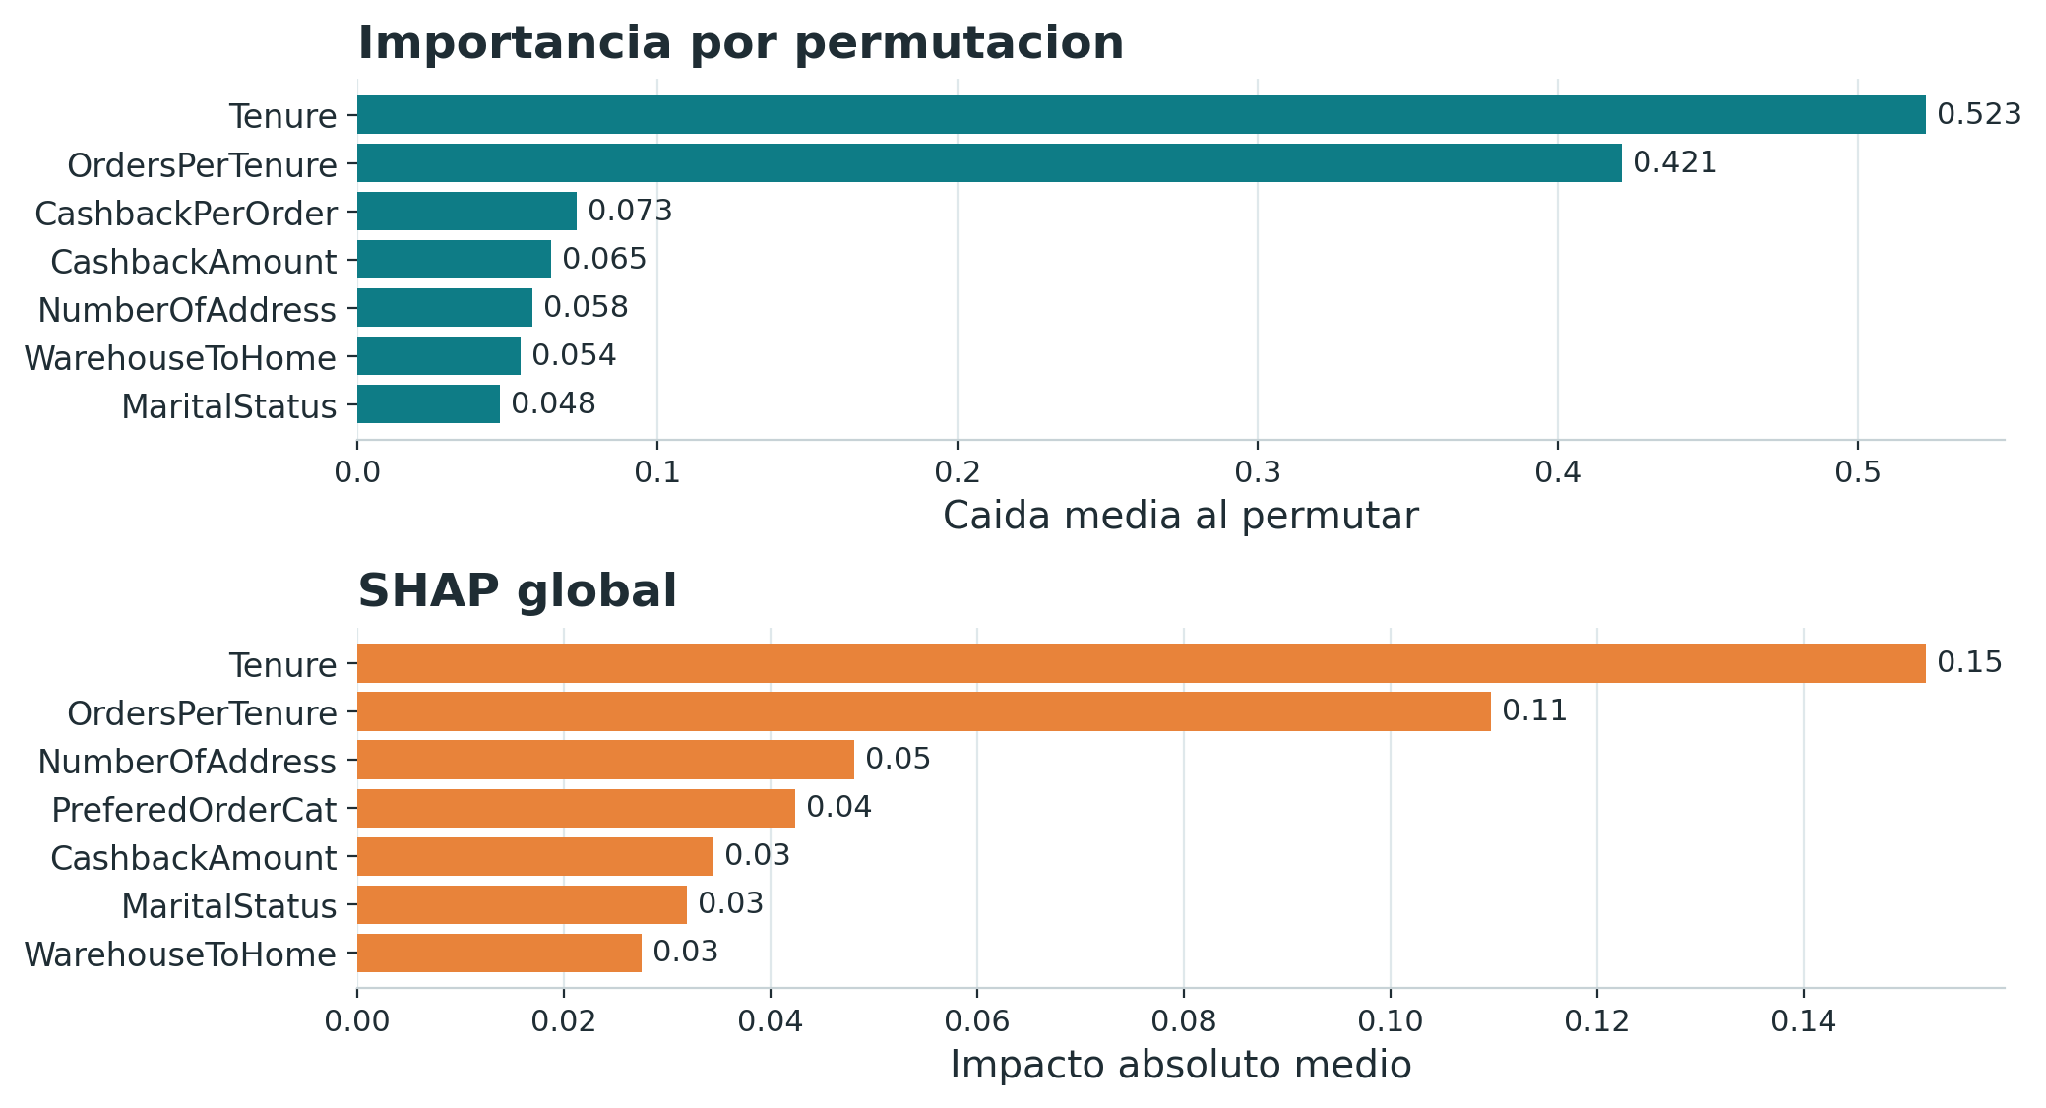 Importancia por permutacion
Tenure 0.523
OrdersPerTenure 0.421
CashbackPerOrder 0.073
CashbackAmount 0.065
NumberOfAddress 0.058
WarehouseToHome 0.054
MaritalStatus 0.048
0.0 0.1 0.2 0.3 0.4 0.5
Caida media al permutar
SHAP global
Tenure 0.15
OrdersPerTenure 0.11
NumberOfAddress 0.05
PreferedOrderCat 0.04
CashbackAmount 0.03
MaritalStatus 0.03
WarehouseToHome 0.03
0.00 0.02 0.04 0.06 0.08 0.10 0.12 0.14
Impacto absoluto medio